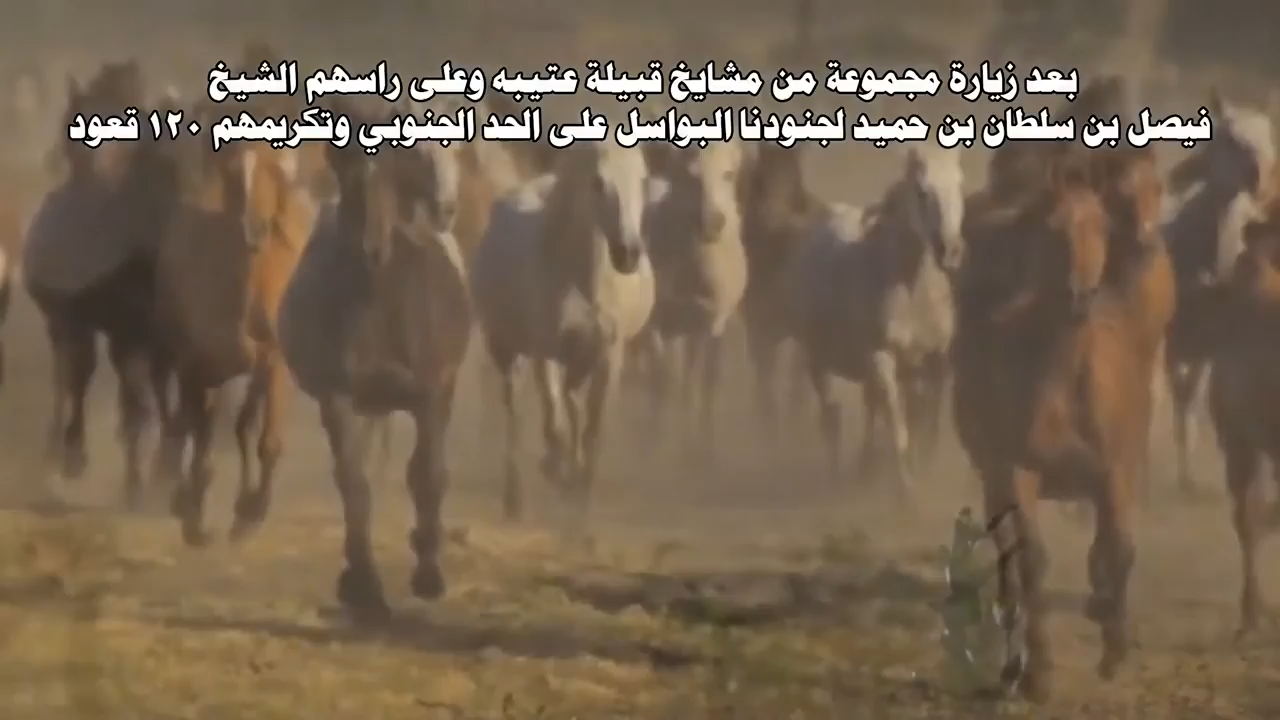 بعد زيارة مجموعة من مشايخ قبيلة عتيبه وعلى راسهم الشيخ
فيصل بن سلطان بن حميد لجنودنا البواسل على الحد الجنوبي وتكريمهم ١٢٠ قعود